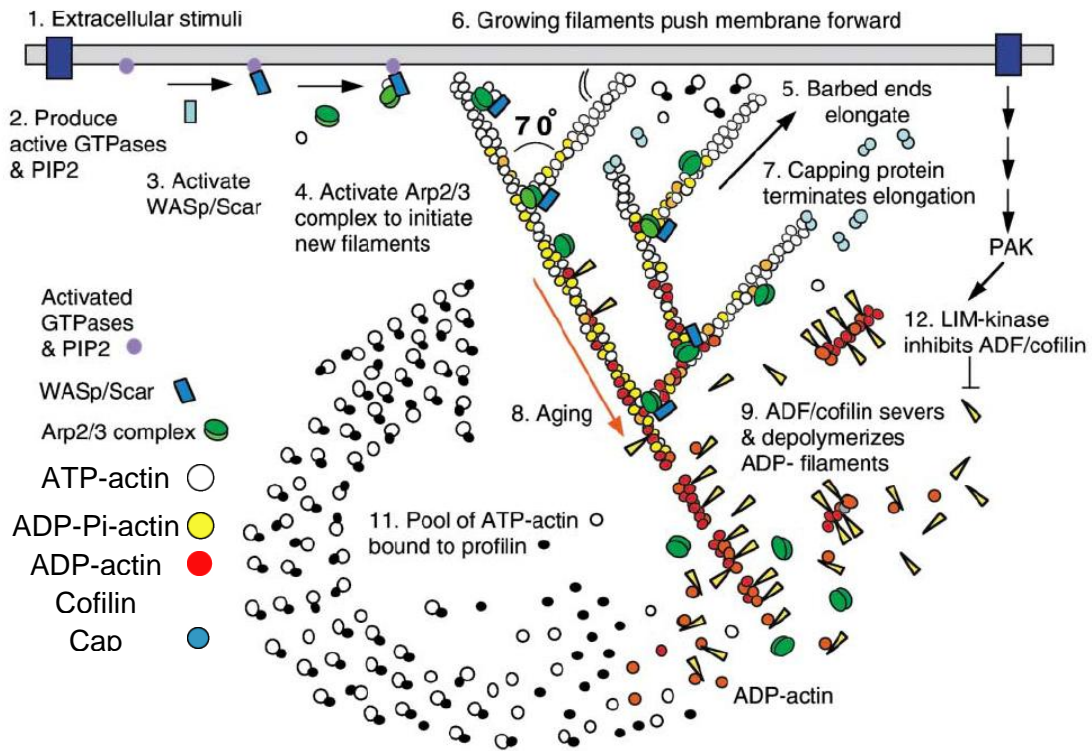 1. Extracellular stimuli
6. Growing filaments push membrane forward
2. Produce
active GTPases
& PIP2
3. Activate
WASp/Scar
4. Activate Arp2/3
complex to initiate
new filaments
70°
5. Barbed ends
elongate
7. Capping protein
terminates elongation
PAK
12. LIM-kinase
inhibits ADF/cofilin
Activated
GTPases
& PIP2
WASp/Scar
Arp2/3 complex
ATP-actin
ADP-Pi-actin
ADP-actin
Cofilin
Cap
8. Aging
9. ADF/cofilin severs
& depolymerizes
ADP- filaments
11. Pool of ATP-actin
bound to profilin
ADP-actin